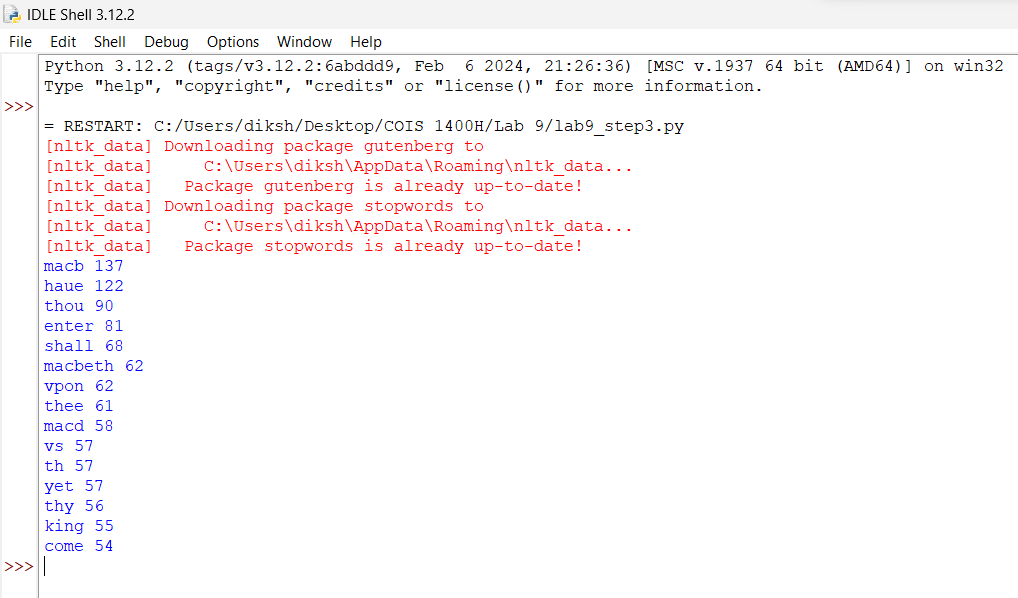 IDLE Shell 3.12.2
File Edit Shell Debug Options Window Help
Python 3.12.2 (tags/v3.12.2:6abddd9, Feb  6 2024, 21:26:36) [MSC v.1937 64 bit (AMD64)] on win32
Type "help", "copyright", "credits" or "license()" for more information.
>>>
= RESTART: C:/Users/diksh/Desktop/COIS 1400H/Lab 9/lab9_step3.py
[nltk_data] Downloading package gutenberg to
[nltk_data]     C:\Users\diksh\AppData\Roaming\nltk_data...
[nltk_data]   Package gutenberg is already up-to-date!
[nltk_data] Downloading package stopwords to
[nltk_data]     C:\Users\diksh\AppData\Roaming\nltk_data...
[nltk_data]   Package stopwords is already up-to-date!
macb 137
haue 122
thou 90
enter 81
shall 68
macbeth 62
vpon 62
thee 61
macd 58
vs 57
th 57
yet 57
thy 56
king 55
come 54
>>>